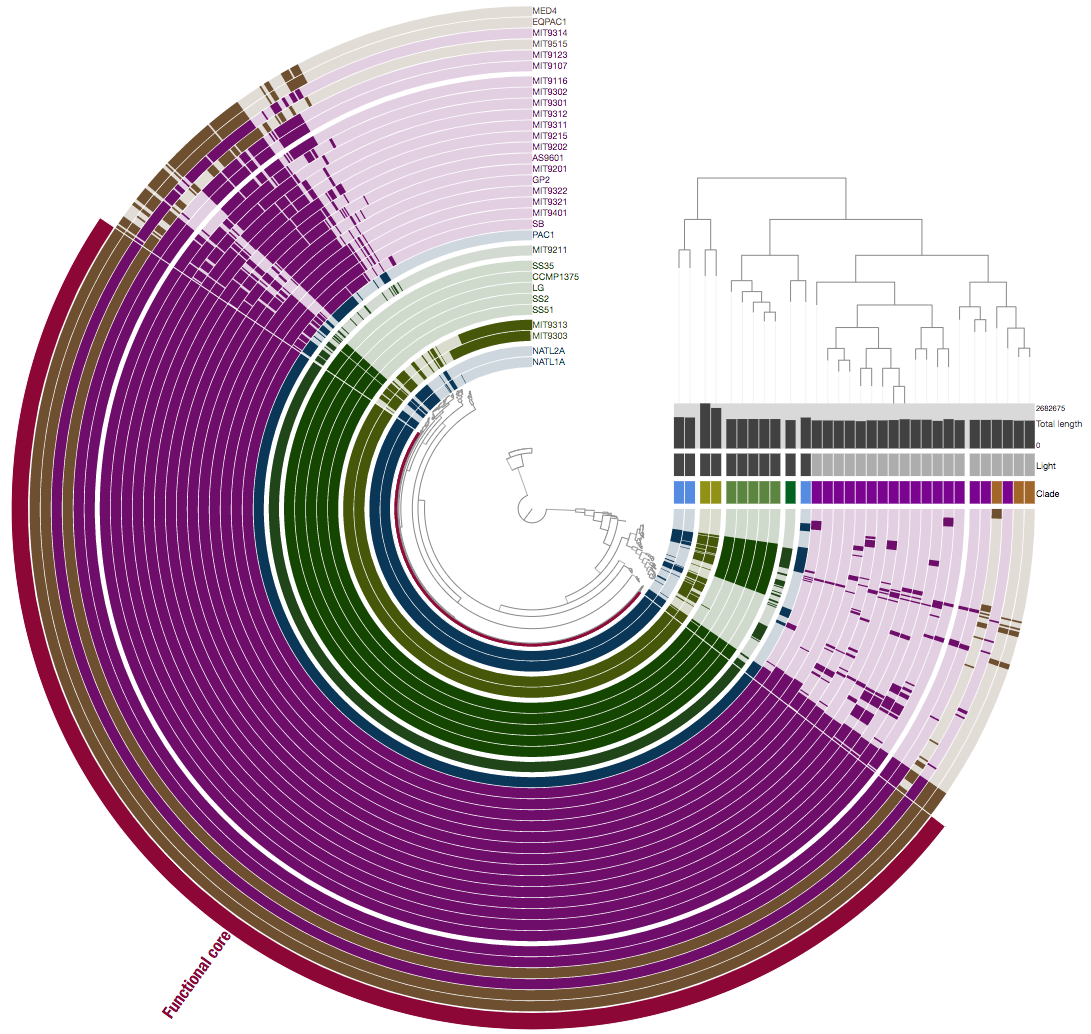 MED4
EQPAC1
MIT9314
MIT9515
MIT9123
MIT9107
MIT9116
MIT9302
MIT9301
MIT9312
MIT9311
MIT9215
MIT9202
AS9601
MIT9201
GP2
MIT9322
MIT9321
MIT9401
SB
PAC1
MIT9211
SS35
CCMP1375
LG
SS2
SS51
MIT9313
MIT9303
NATL2A
NATL1A
2682675
Total length
0
Light
Clade
Functional core